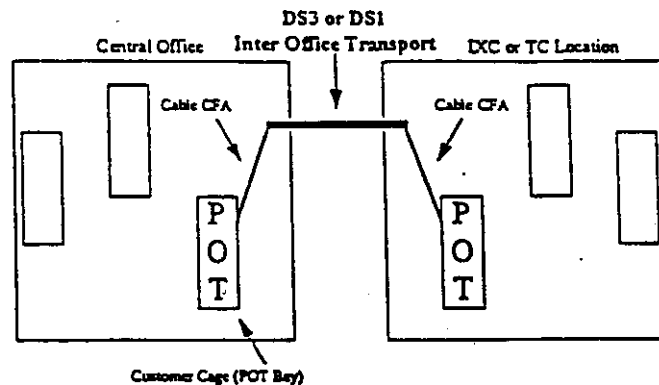 DS3 or DS1
Central Office
Inter Office Transport
IXC or TC Location
Cable CFA
Cable CFA
P
O
T
P
O
T
Customer Cage (POT Bay)